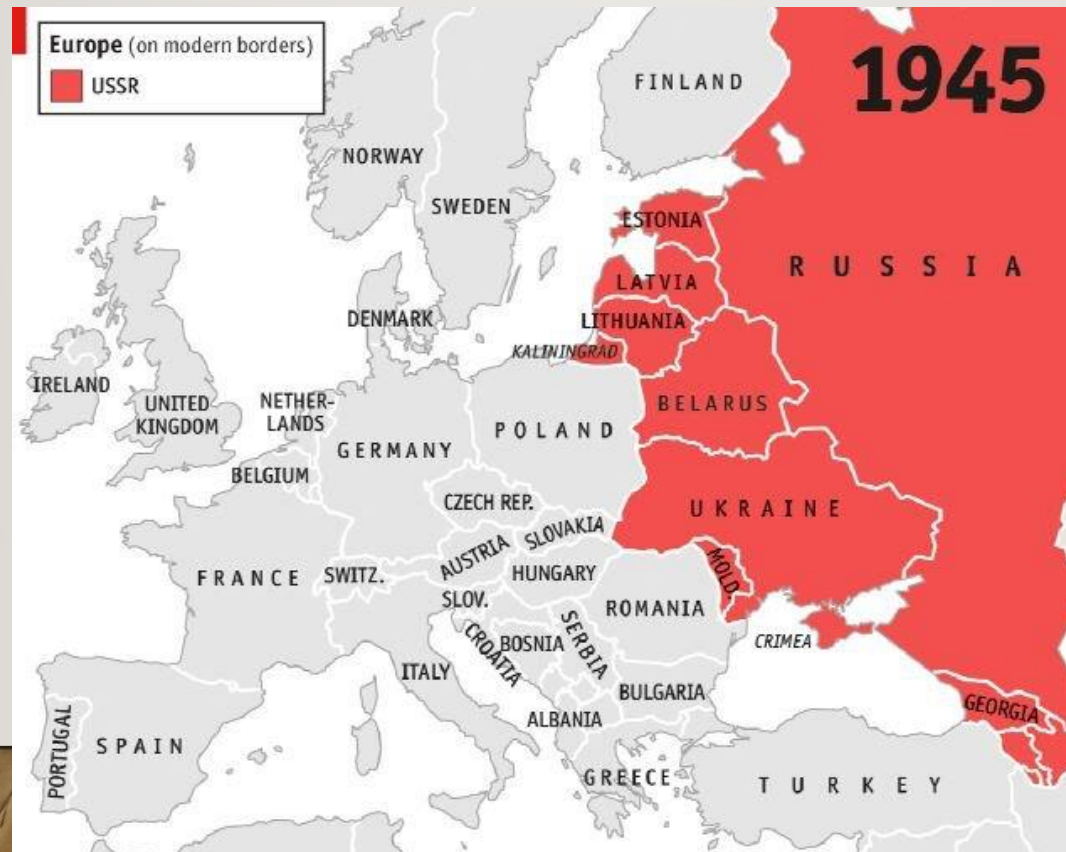 Europe (on modern borders)
USSR
1945
FINLAND
NORWAY
SWEDEN
ESTONIA
RUSSIA
LATVIA
DENMARK
LITHUANIA
KALININGRAD
IRELAND
UNITED
KINGDOM
NETHER-
LANDS
BELARUS
POLAND
GERMANY
BELGIUM
CZECH REP.
UKRAINE
SLOVAKIA
AUSTRIA
FRANCE
SWITZ.
HUNGARY
MOLD.
SLOV.
ROMANIA
CROATIA
BOSNIA
SERBIA
CRIMEA
ITALY
BULGARIA
GEORGIA
PORTUGAL
SPAIN
ALBANIA
GREECE
TURKEY